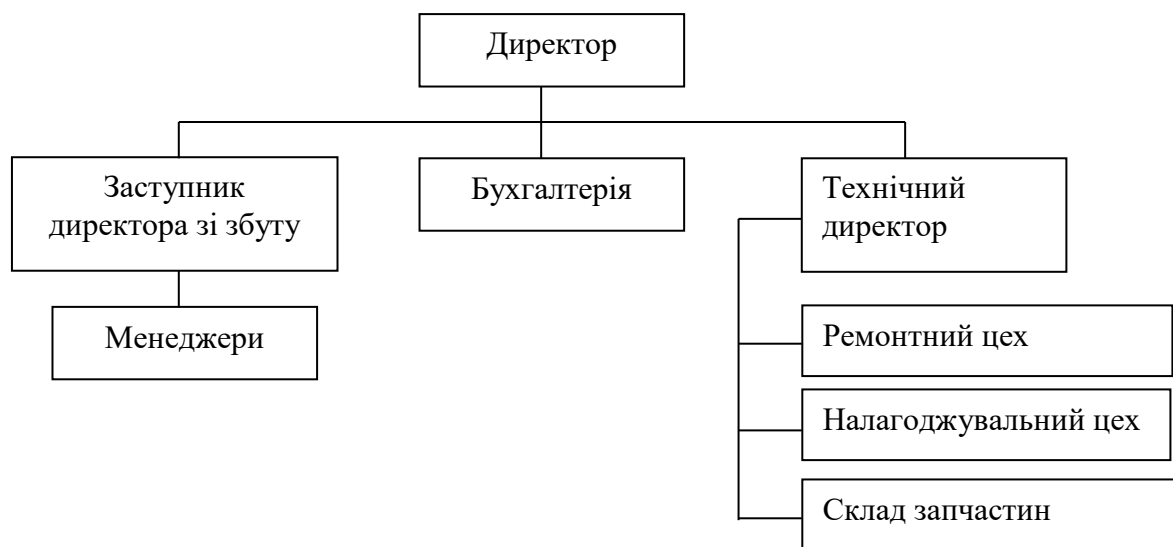 Директор
Заступник
директора зі збуту
Бухгалтерія
Технічний
директор
Менеджери
Ремонтний цех
Налагоджувальний цех
Склад запчастин